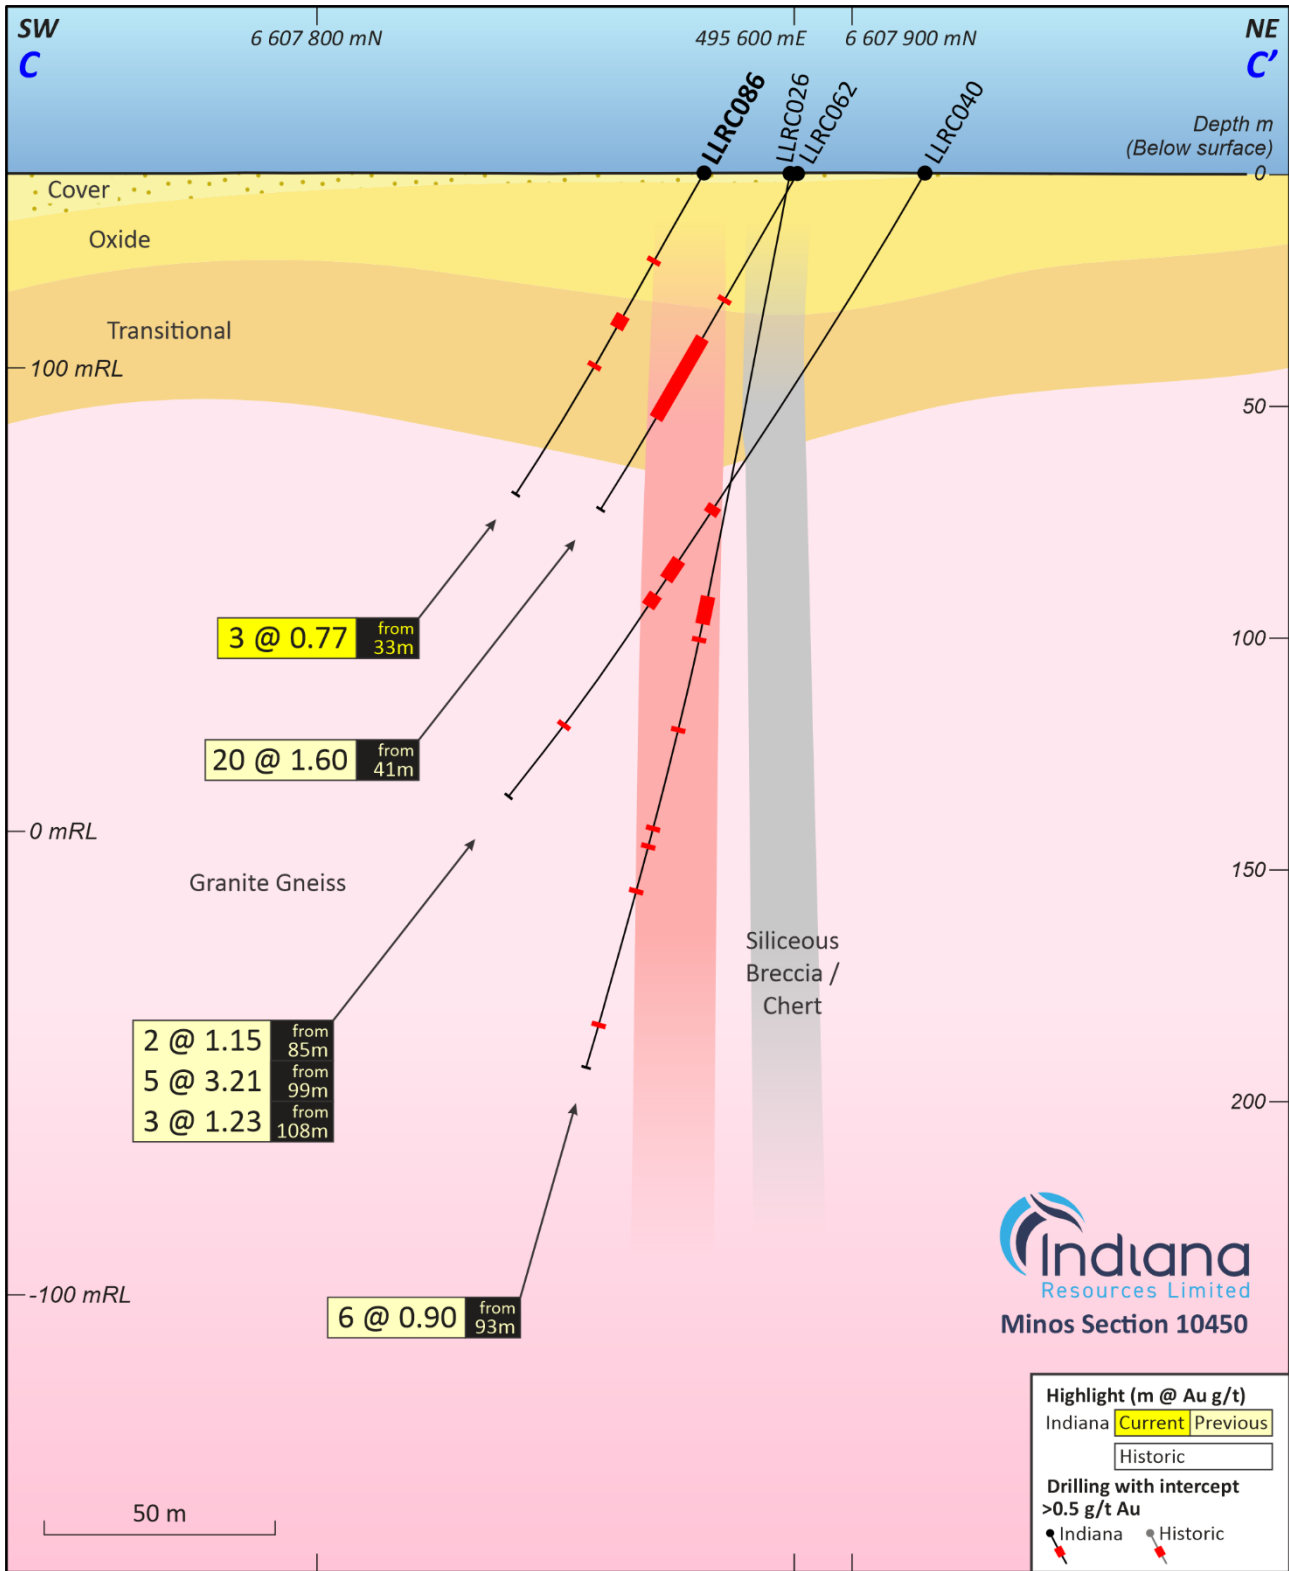 SW
C
6 607 800 mN
495 600 mE
6 607 900 mN
NE
C'
LLRC086
LLRC026
LLRC062
LLRC040
Depth m
(Below surface)
0
Cover
Oxide
Transitional
100 mRL
50
3 @ 0.77
from
33m
100
20 @ 1.60
from
41m
0 mRL
Granite Gneiss
150
Siliceous
Breccia /
Chert
2 @ 1.15
from
85m
5 @ 3.21
from
99m
3 @ 1.23
from
108m
200
-100 mRL
6 @ 0.90
from
93m
Indiana
Resources Limited
Minos Section 10450
Highlight (m @ Au g/t)
Indiana Current Previous
Historic
Drilling with intercept
>0.5 g/t Au
Indiana Historic
50 m